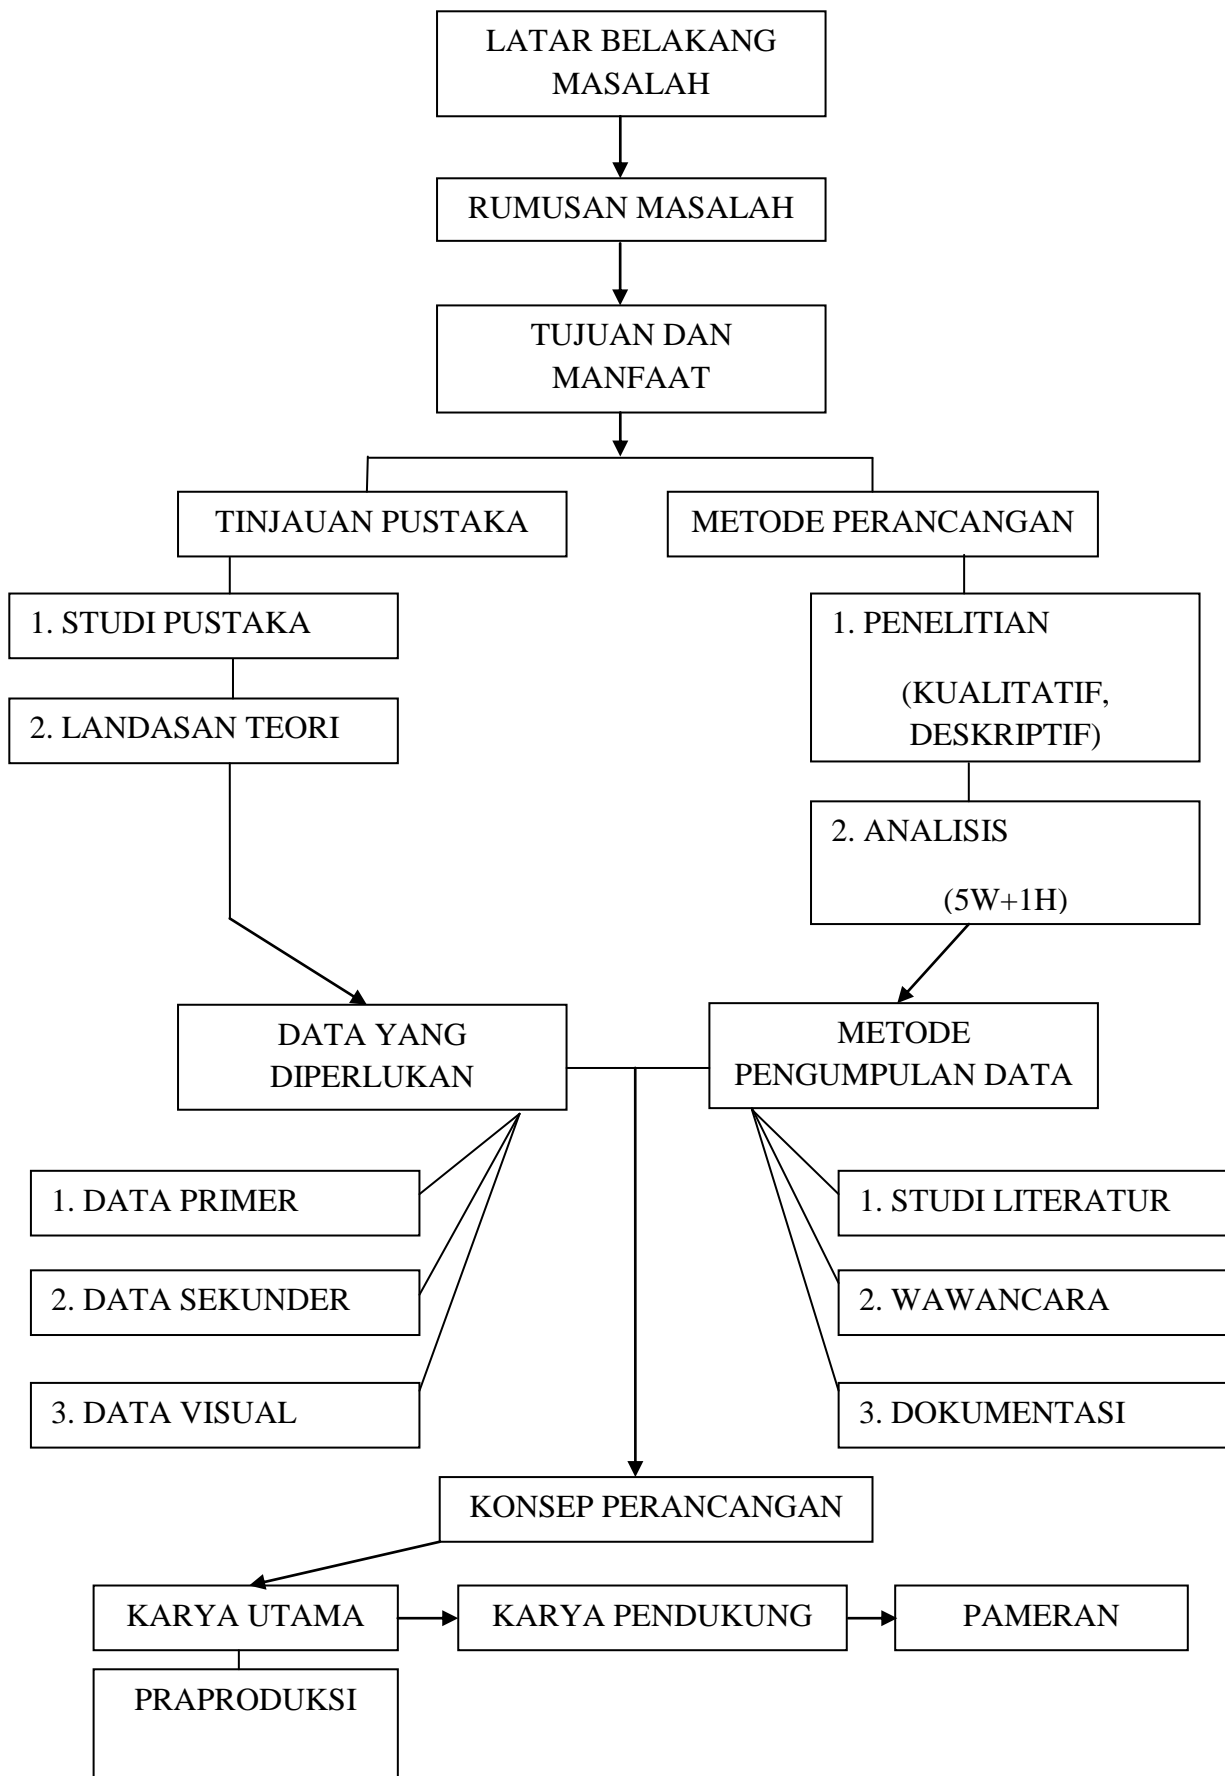 LATAR BELAKANG
MASALAH
RUMUSAN MASALAH
TUJUAN DAN
MANFAAT
TINJAUAN PUSTAKA
METODE PERANCANGAN
1. STUDI PUSTAKA
2. LANDASAN TEORI
1. PENELITIAN
(KUALITATIF,
DESKRIPTIF)
2. ANALISIS
(5W+1H)
DATA YANG
DIPERLUKAN
METODE
PENGUMPULAN DATA
1. DATA PRIMER
2. DATA SEKUNDER
3. DATA VISUAL
1. STUDI LITERATUR
2. WAWANCARA
3. DOKUMENTASI
KONSEP PERANCANGAN
KARYA UTAMA
KARYA PENDUKUNG
PAMERAN
PRAPRODUKSI